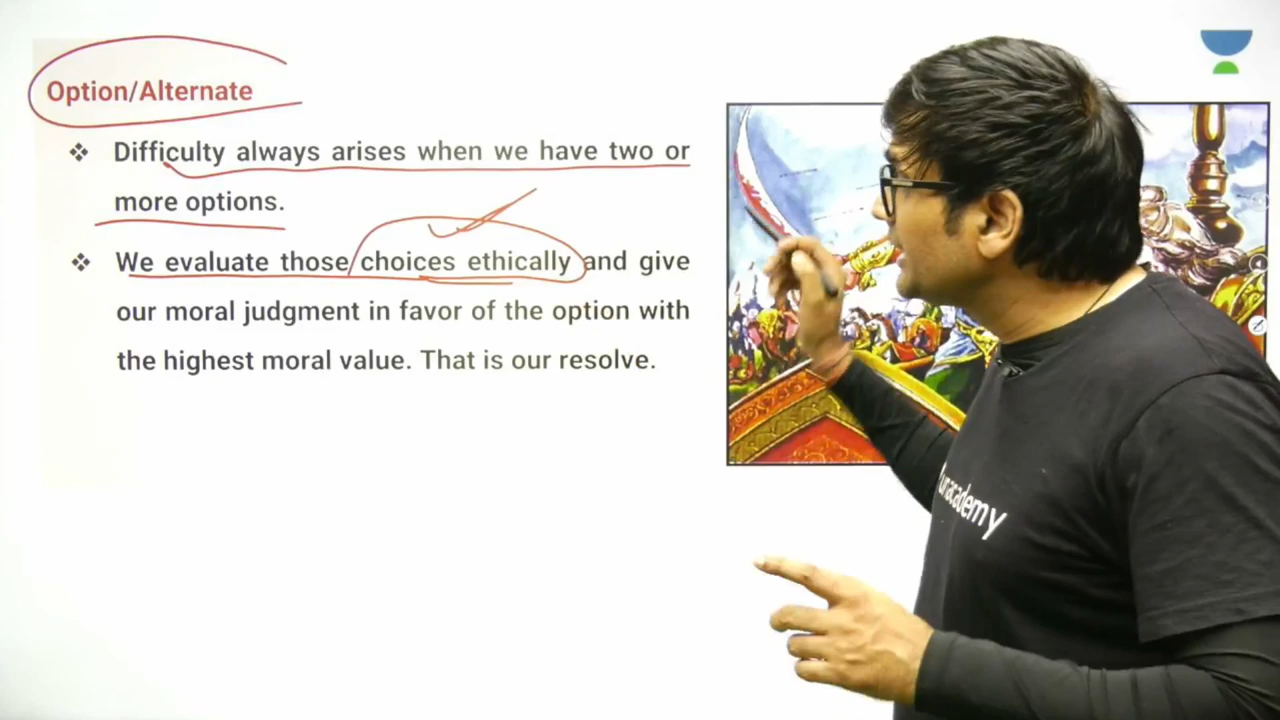 Option/Alternate
❖ Difficulty always arises when we have two or
more options.
❖ We evaluate those choices ethically and give
our moral judgment in favor of the option with
the highest moral value. That is our resolve.
unacademy